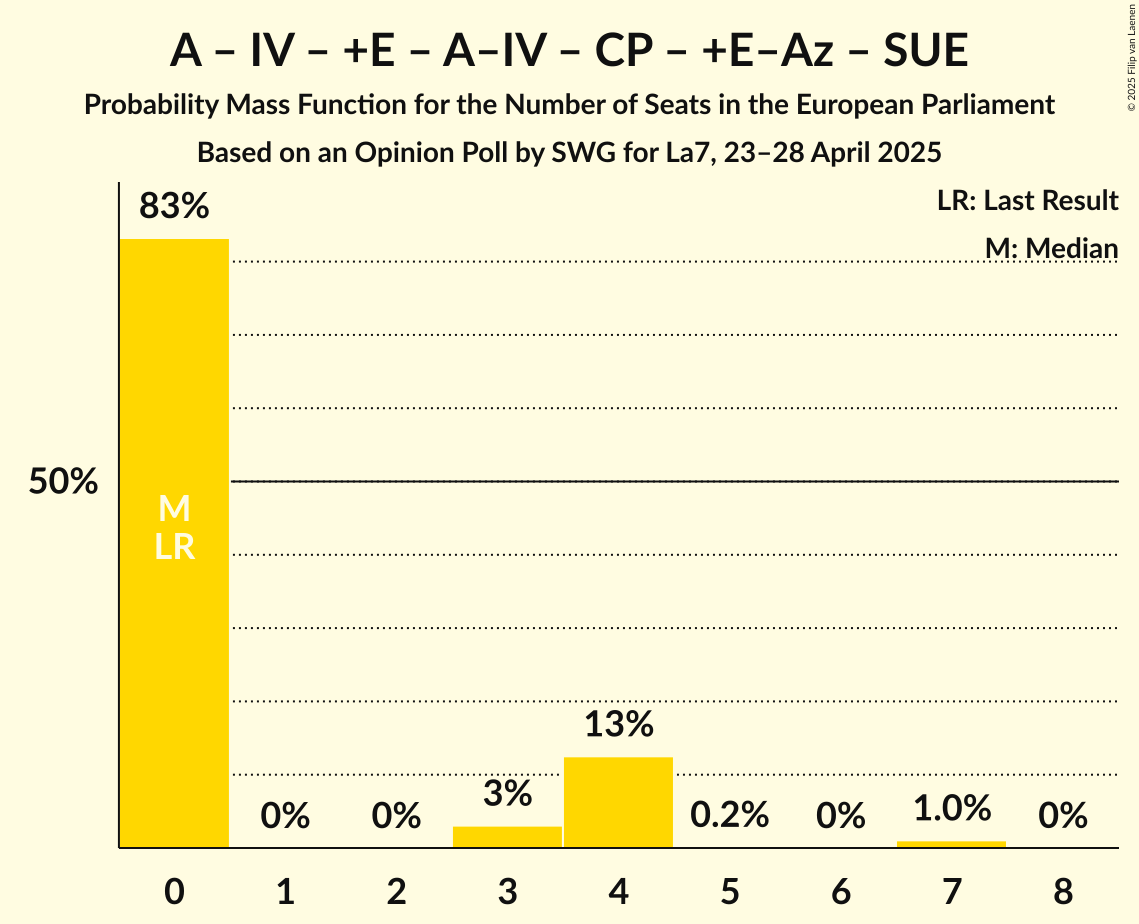 A – IV – +E – A–IV – CP – +E–Az – SUE
Probability Mass Function for the Number of Seats in the European Parliament
Based on an Opinion Poll by SWG for La7, 23–28 April 2025
© 2025 Filip van Laenen
LR: Last Result
M: Median
83%
50%
M
LR
0% 0% 3% 13% 0.2% 0% 1.0% 0%
0 1 2 3 4 5 6 7 8